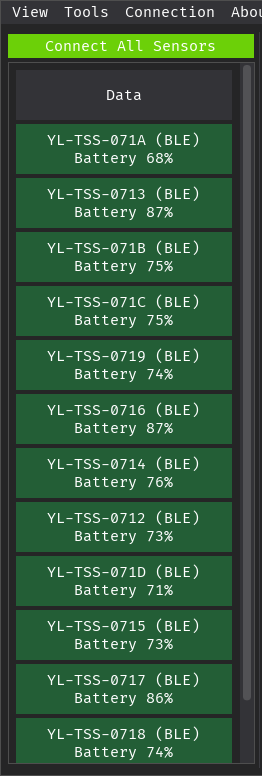 View Tools Connection Abou
Connect All Sensors
Data
YL-TSS-071A (BLE)
Battery 68%
YL-TSS-0713 (BLE)
Battery 87%
YL-TSS-071B (BLE)
Battery 75%
YL-TSS-071C (BLE)
Battery 75%
YL-TSS-0719 (BLE)
Battery 74%
YL-TSS-0716 (BLE)
Battery 87%
YL-TSS-0714 (BLE)
Battery 76%
YL-TSS-0712 (BLE)
Battery 73%
YL-TSS-071D (BLE)
Battery 71%
YL-TSS-0715 (BLE)
Battery 73%
YL-TSS-0717 (BLE)
Battery 86%
YL-TSS-0718 (BLE)
Battery 74%